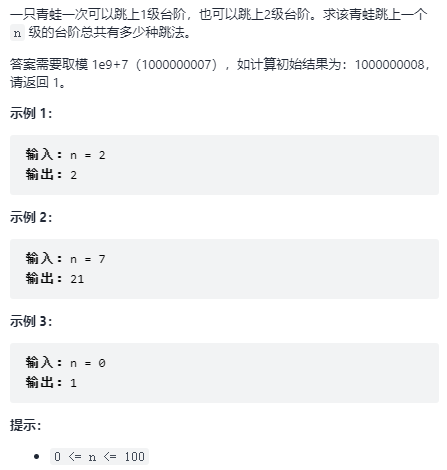 一只青蛙一次可以跳上1级台阶，也可以跳上2级台阶。求该青蛙跳上一个
n 级的台阶总共有多少种跳法。
答案需要取模 1e9+7（1000000007），如计算初始结果为：1000000008，
请返回 1。
示例 1：
输入：n = 2
输出：2
示例 2：
输入：n = 7
输出：21
示例 3：
输入：n = 0
输出：1
提示：
• 0 <= n <= 100